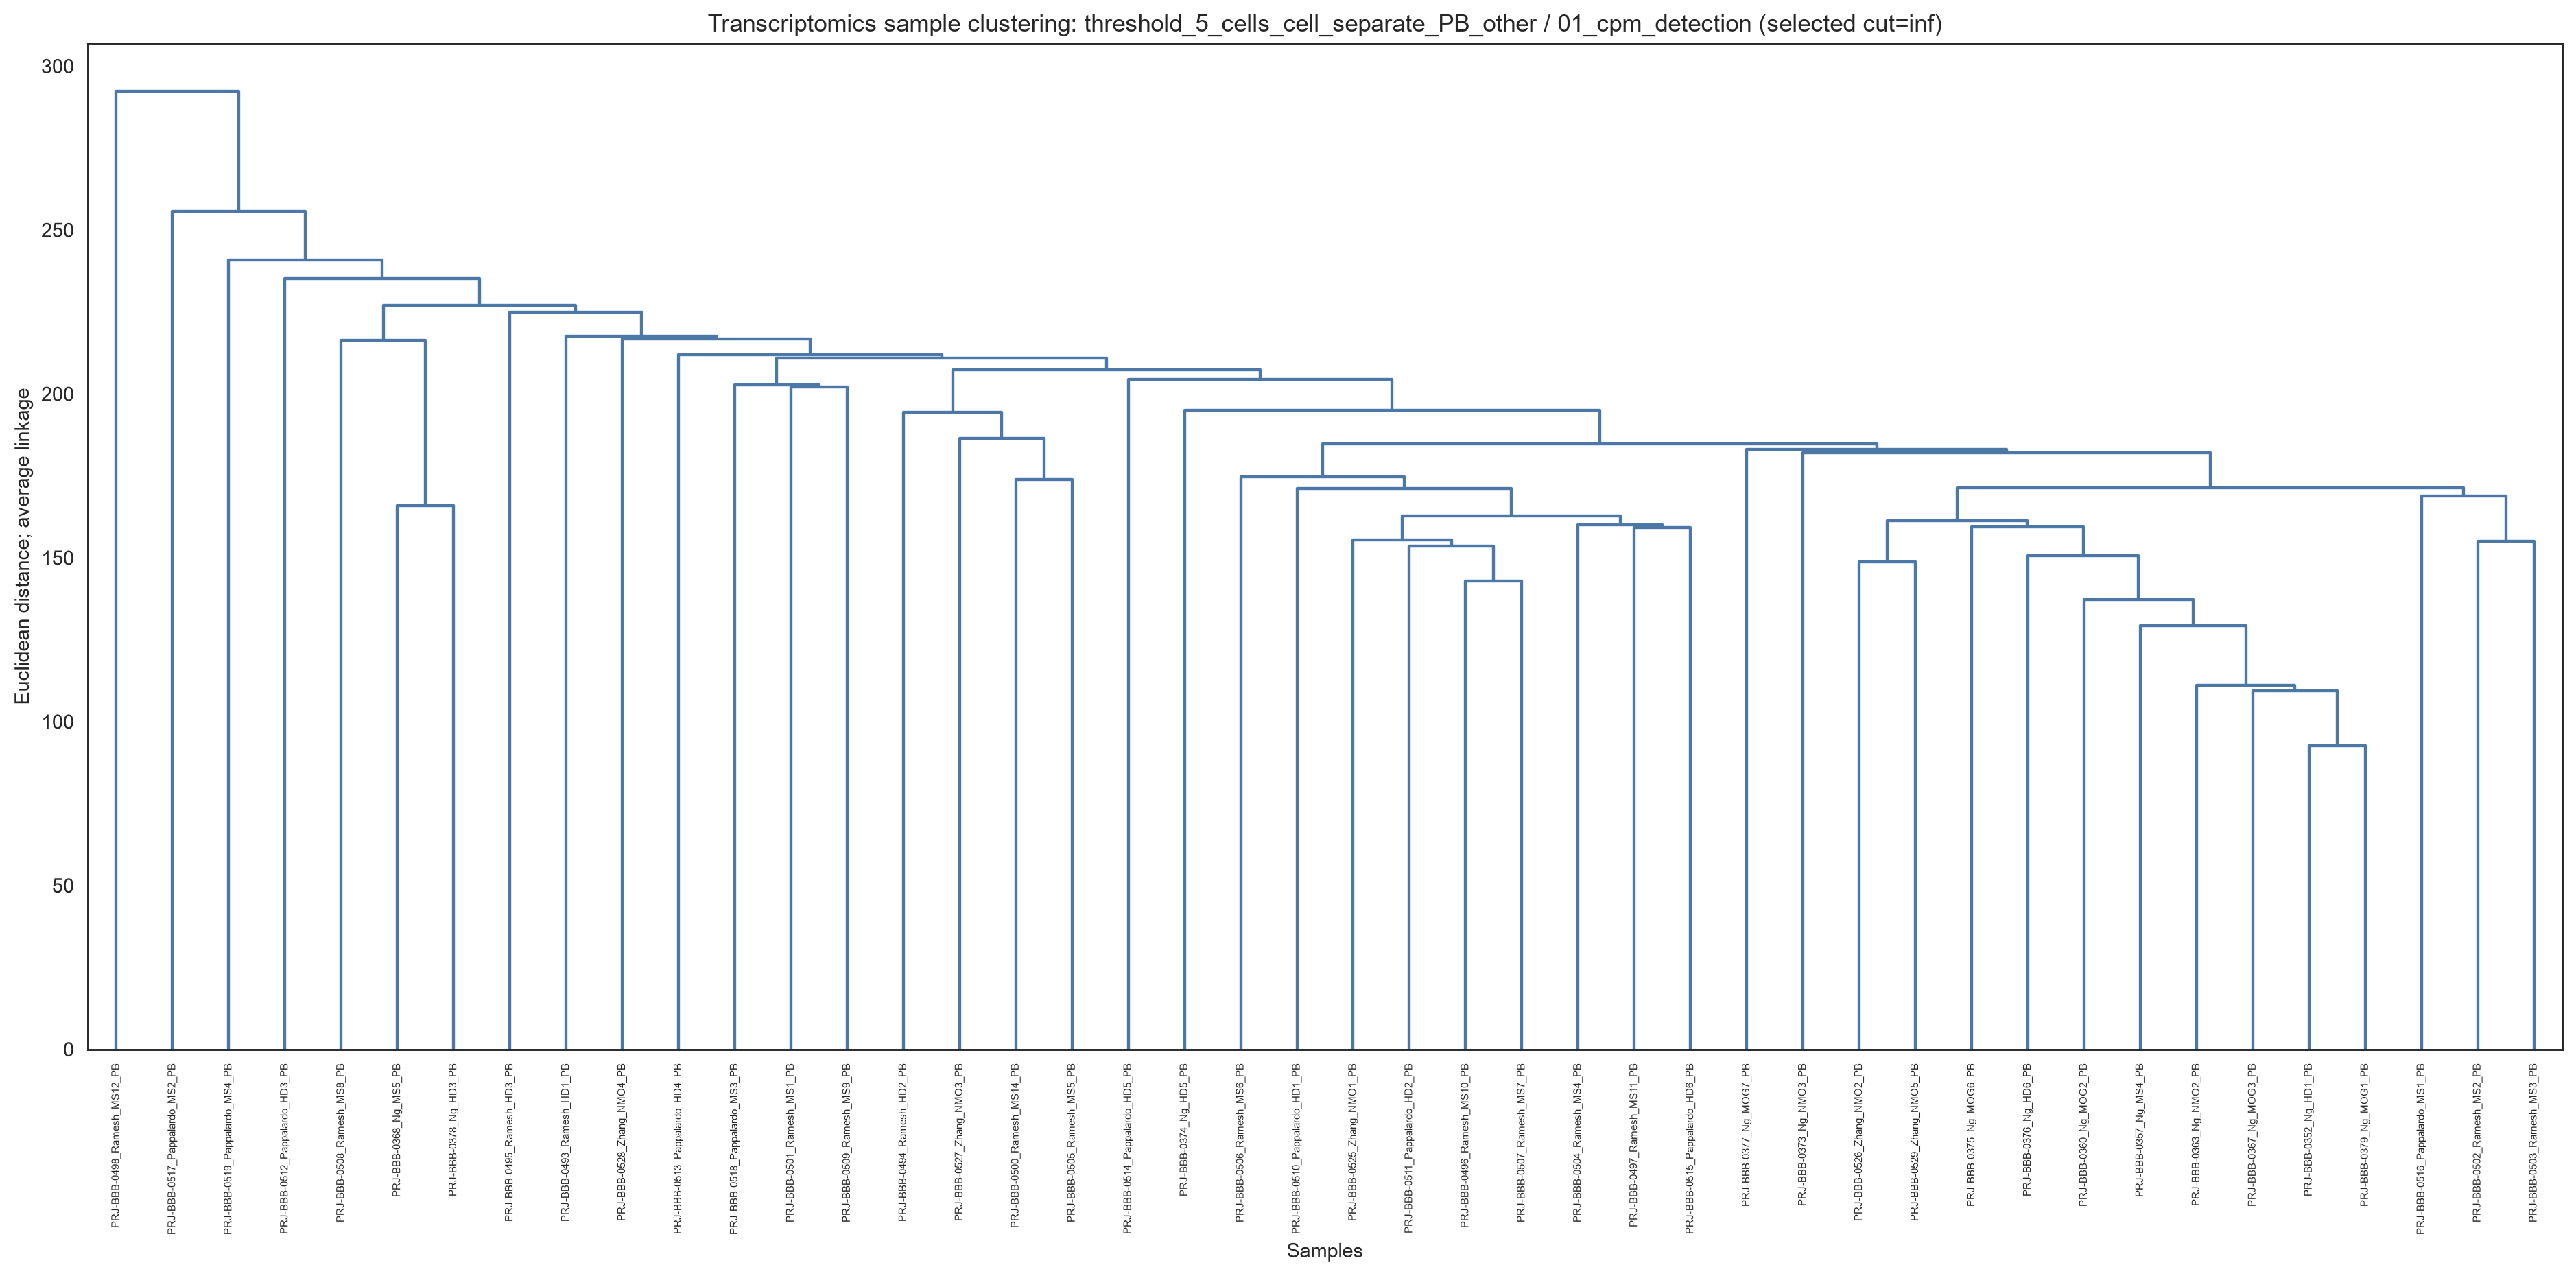 Transcriptomics sample clustering: threshold_5_cells_cell_separate_PB_other / 01_cpm_detection (selected cut=inf)
Euclidean distance; average linkage
300
250
200
150
100
50
0
PRJ-BBB-0498_Ramesh_MS12_PB
PRJ-BBB-0517_Pappalardo_MS2_PB
PRJ-BBB-0519_Pappalardo_MS4_PB
PRJ-BBB-0512_Pappalardo_HD3_PB
PRJ-BBB-0508_Ramesh_MS8_PB
PRJ-BBB-0368_Ng_MS5_PB
PRJ-BBB-0378_Ng_HD3_PB
PRJ-BBB-0495_Ramesh_HD3_PB
PRJ-BBB-0493_Ramesh_HD1_PB
PRJ-BBB-0528_Zhang_NMO4_PB
PRJ-BBB-0513_Pappalardo_HD4_PB
PRJ-BBB-0518_Pappalardo_MS3_PB
PRJ-BBB-0501_Ramesh_MS1_PB
PRJ-BBB-0509_Ramesh_MS9_PB
PRJ-BBB-0494_Ramesh_HD2_PB
PRJ-BBB-0527_Zhang_NMO3_PB
PRJ-BBB-0500_Ramesh_MS14_PB
PRJ-BBB-0505_Ramesh_MS5_PB
PRJ-BBB-0514_Pappalardo_HD5_PB
PRJ-BBB-0374_Ng_HD5_PB
PRJ-BBB-0506_Ramesh_MS6_PB
PRJ-BBB-0510_Pappalardo_HD1_PB
PRJ-BBB-0525_Zhang_NMO1_PB
PRJ-BBB-0511_Pappalardo_HD2_PB
PRJ-BBB-0496_Ramesh_MS10_PB
PRJ-BBB-0507_Ramesh_MS7_PB
PRJ-BBB-0504_Ramesh_MS4_PB
PRJ-BBB-0497_Ramesh_MS11_PB
PRJ-BBB-0515_Pappalardo_HD6_PB
PRJ-BBB-0377_Ng_MOG7_PB
PRJ-BBB-0373_Ng_NMO3_PB
PRJ-BBB-0526_Zhang_NMO2_PB
PRJ-BBB-0529_Zhang_NMO5_PB
PRJ-BBB-0375_Ng_MOG6_PB
PRJ-BBB-0376_Ng_HD6_PB
PRJ-BBB-0360_Ng_MOG2_PB
PRJ-BBB-0357_Ng_MS4_PB
PRJ-BBB-0363_Ng_NMO2_PB
PRJ-BBB-0367_Ng_MOG3_PB
PRJ-BBB-0352_Ng_HD1_PB
PRJ-BBB-0379_Ng_MOG1_PB
PRJ-BBB-0516_Pappalardo_MS1_PB
PRJ-BBB-0502_Ramesh_MS2_PB
PRJ-BBB-0503_Ramesh_MS3_PB
Samples